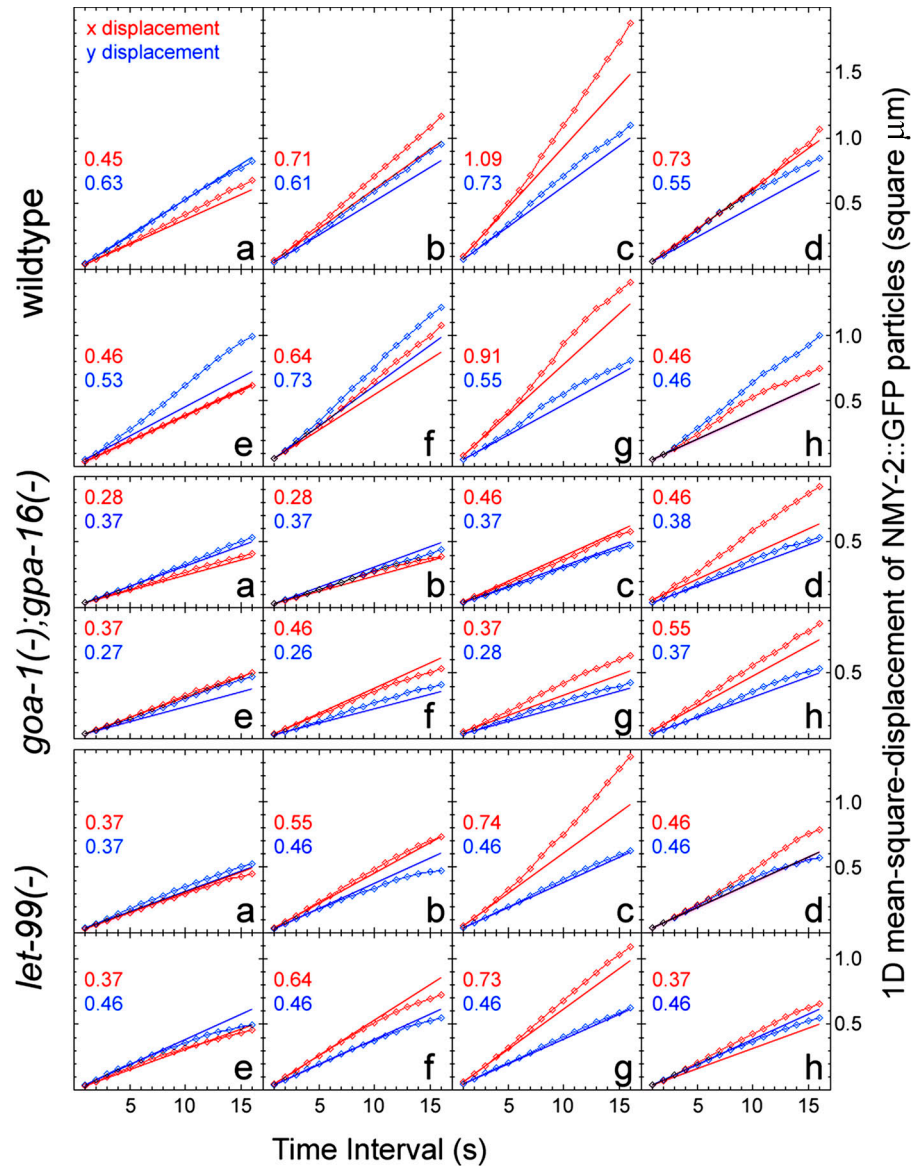 x displacement
y displacement
0.45
0.63
a
0.71
0.61
b
1.09
0.73
c
0.73
0.55
d
1.5
1.0
0.5
wildtype
0.46
0.53
e
0.64
0.73
f
0.91
0.55
g
0.46
0.46
h
1.0
0.5
goa-1(-);gpa-16(-)
0.28
0.37
a
0.28
0.37
b
0.46
0.37
c
0.46
0.38
d
0.5
0.37
0.27
e
0.46
0.26
f
0.37
0.28
g
0.55
0.37
h
0.5
let-99(-)
0.37
0.37
a
0.55
0.46
b
0.74
0.46
c
0.46
0.46
d
1.0
0.5
0.37
0.46
e
0.64
0.46
f
0.73
0.46
g
0.37
0.46
h
1.0
0.5
5 10 15 5 10 15 5 10 15 5 10 15
Time Interval (s)
1D mean-square-displacement of NMY-2::GFP particles (square μm)